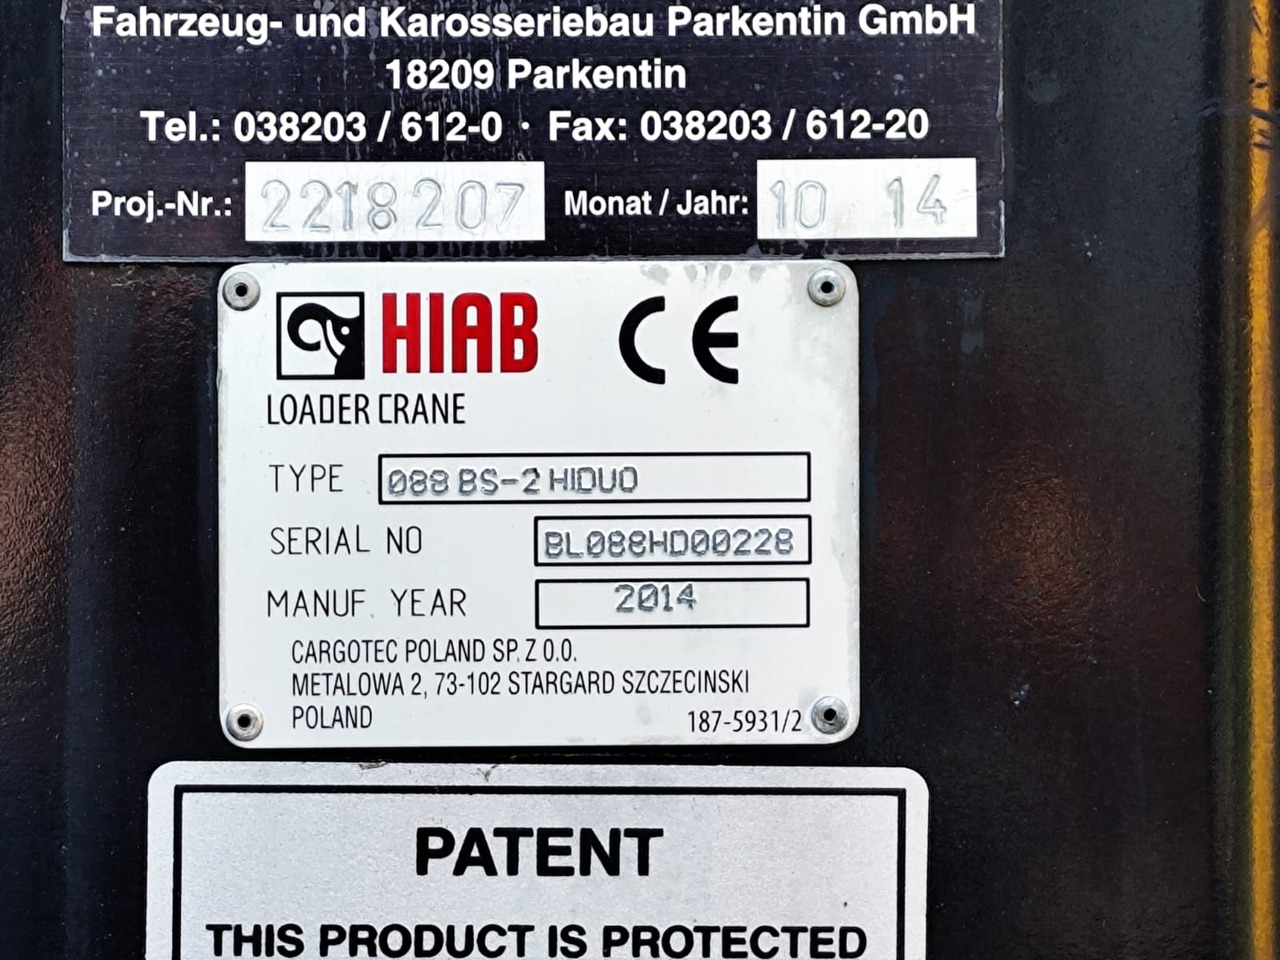 Fahrzeug- und Karosseriebau Parkentin GmbH
18209 Parkentin
Tel.: 038203 / 612-0 · Fax: 038203 / 612-20
Proj.-Nr.: 2218207 Monat / Jahr: 10 14
HIAB CE
LOADER CRANE
TYPE 088 BS-2 HIDUO
SERIAL NO BL088HD00228
MANUF. YEAR 2014
CARGOTEC POLAND SP. Z O.O.
METALOWA 2, 73-102 STARGARD SZCZECINSKI
POLAND 187-5931/2
PATENT
THIS PRODUCT IS PROTECTED